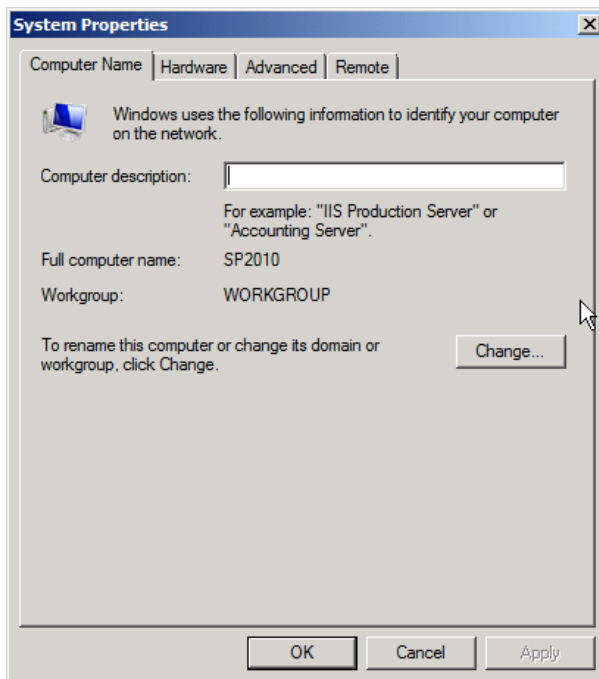 System Properties
Computer Name Hardware Advanced Remote
Windows uses the following information to identify your computer
on the network.
Computer description:
For example: "IIS Production Server" or
"Accounting Server".
Full computer name: SP2010
Workgroup: WORKGROUP
To rename this computer or change its domain or
workgroup, click Change.
Change...
OK Cancel Apply